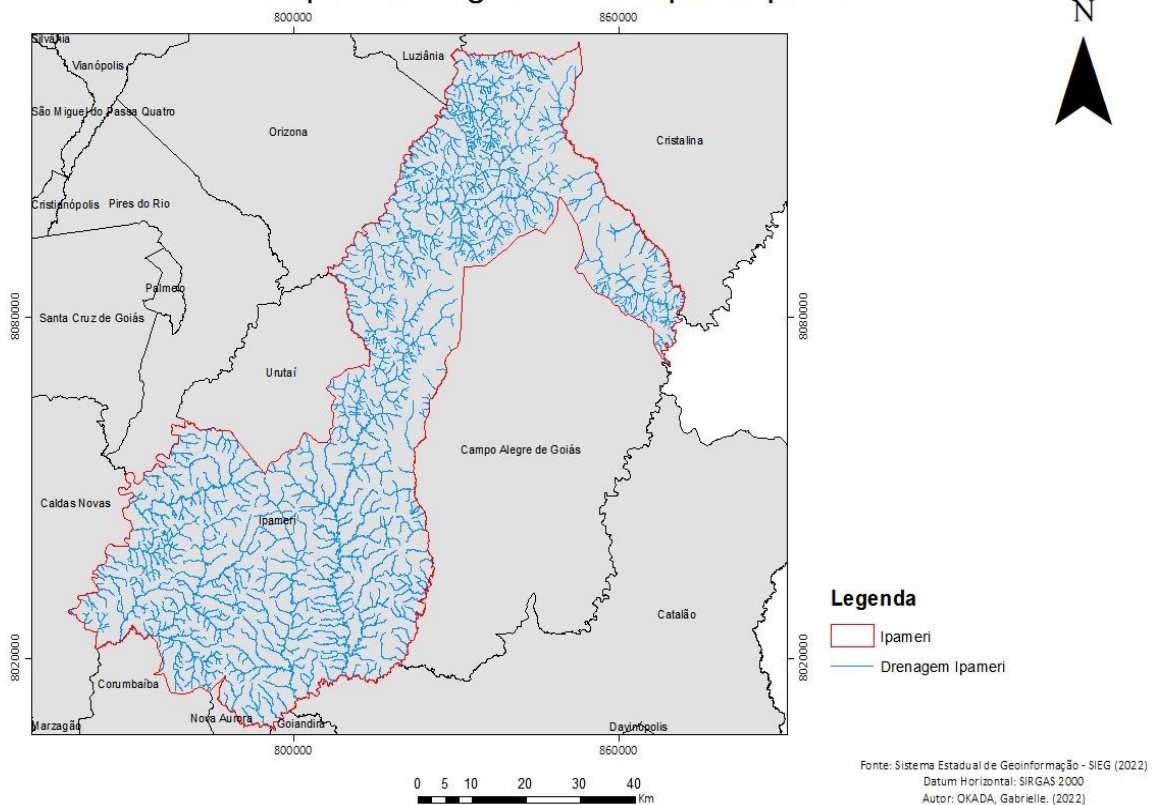 N
800000
860000
Silvânia
Luziânia
Vianópolis
São Miguel do Passa Quatro
Orizona
Cristalina
Cristianópolis
Pires do Rio
Palmelo
8080000
8080000
Santa Cruz de Goiás
Urutaí
Campo Alegre de Goiás
Caldas Novas
Ipameri
Catalão
8020000
8020000
Corumbaíba
Marzagão
Nova Aurora
Goiandira
Davinópolis
800000
860000
Legenda
Ipameri
Drenagem Ipameri
0 5 10 20 30 40
Km
Fonte: Sistema Estadual de Geoinformação - SIEG (2022)
Datum Horizontal: SIRGAS 2000
Autor: OKADA, Gabrielle. (2022)